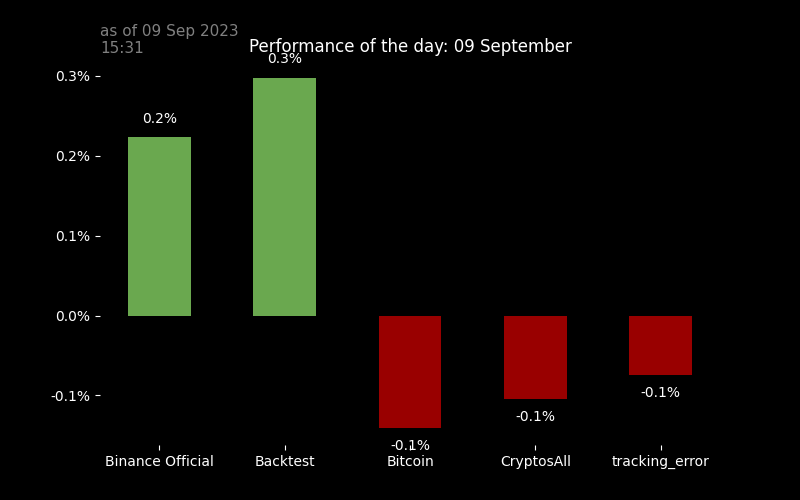 as of 09 Sep 2023
15:31
Performance of the day: 09 September
0.3%
0.2%
0.1%
0.0%
-0.1%
0.2%
0.3%
-0.1%
-0.1%
-0.1%
Binance Official
Backtest
Bitcoin
CryptosAll
tracking_error